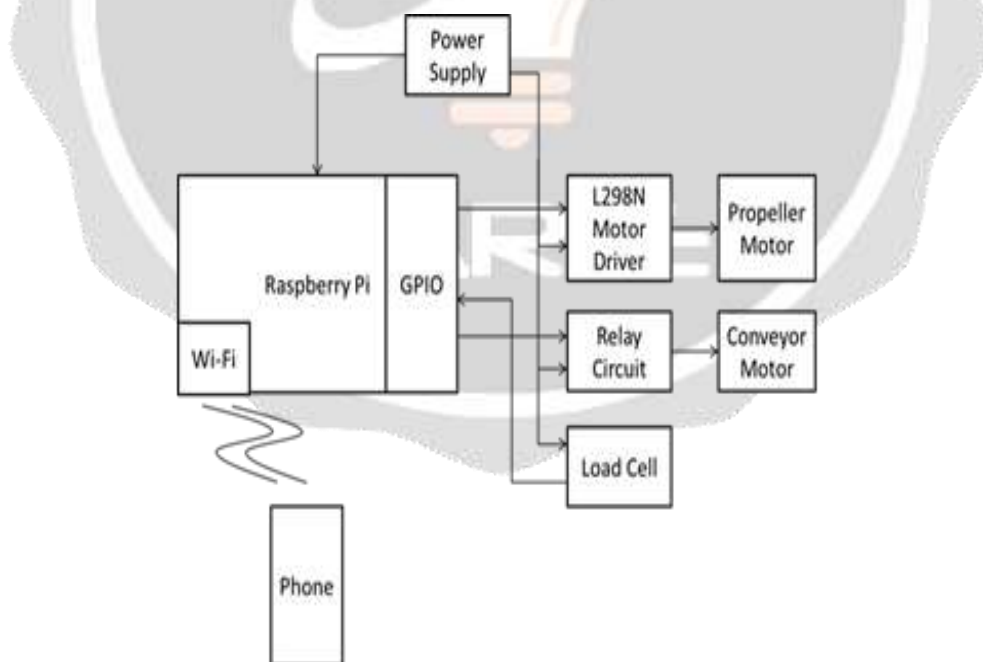 Power
Supply
L298N
Motor
Driver
Propeller
Motor
Raspberry Pi
GPIO
Wi-Fi
Relay
Circuit
Conveyor
Motor
Load Cell
Phone